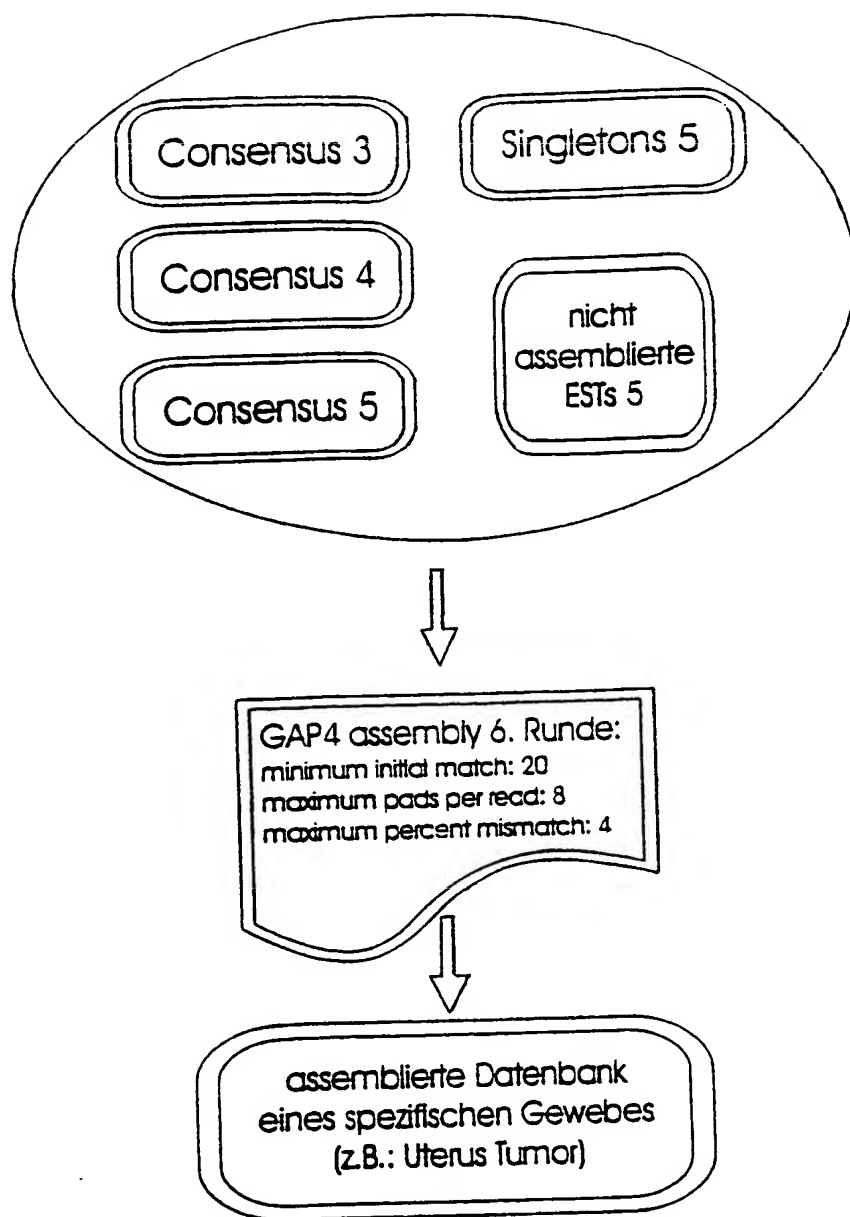 Consensus 3
Singletons 5
Consensus 4
nicht
assemblierte
ESTs 5
Consensus 5
GAP4 assembly 6. Runde:
minimum initial match: 20
maximum pads per read: 8
maximum percent mismatch: 4
assemblierte Datenbank
eines spezifischen Gewebes
(z.B.: Uterus Tumor)